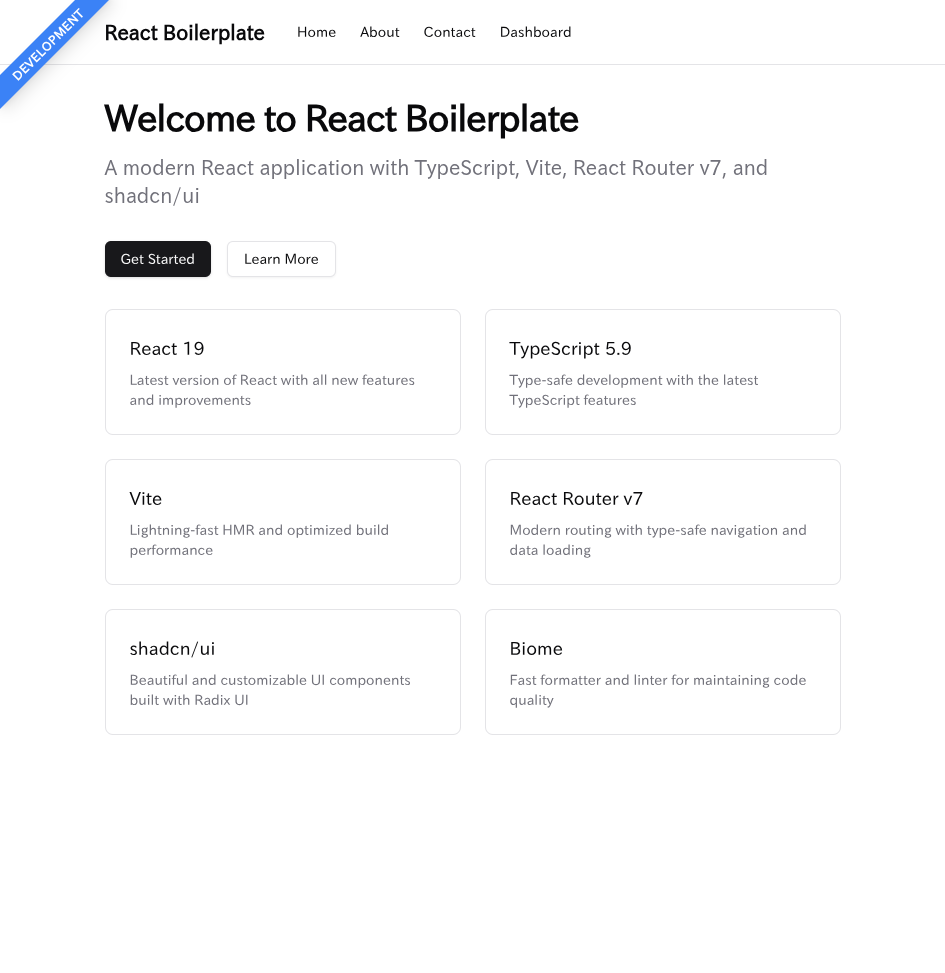 DEVELOPMENT
React Boilerplate
Home
About
Contact
Dashboard
Welcome to React Boilerplate
A modern React application with TypeScript, Vite, React Router v7, and
shadcn/ui
Get Started
Learn More
React 19
Latest version of React with all new features
and improvements
TypeScript 5.9
Type-safe development with the latest
TypeScript features
Vite
Lightning-fast HMR and optimized build
performance
React Router v7
Modern routing with type-safe navigation and
data loading
shadcn/ui
Beautiful and customizable UI components
built with Radix UI
Biome
Fast formatter and linter for maintaining code
quality